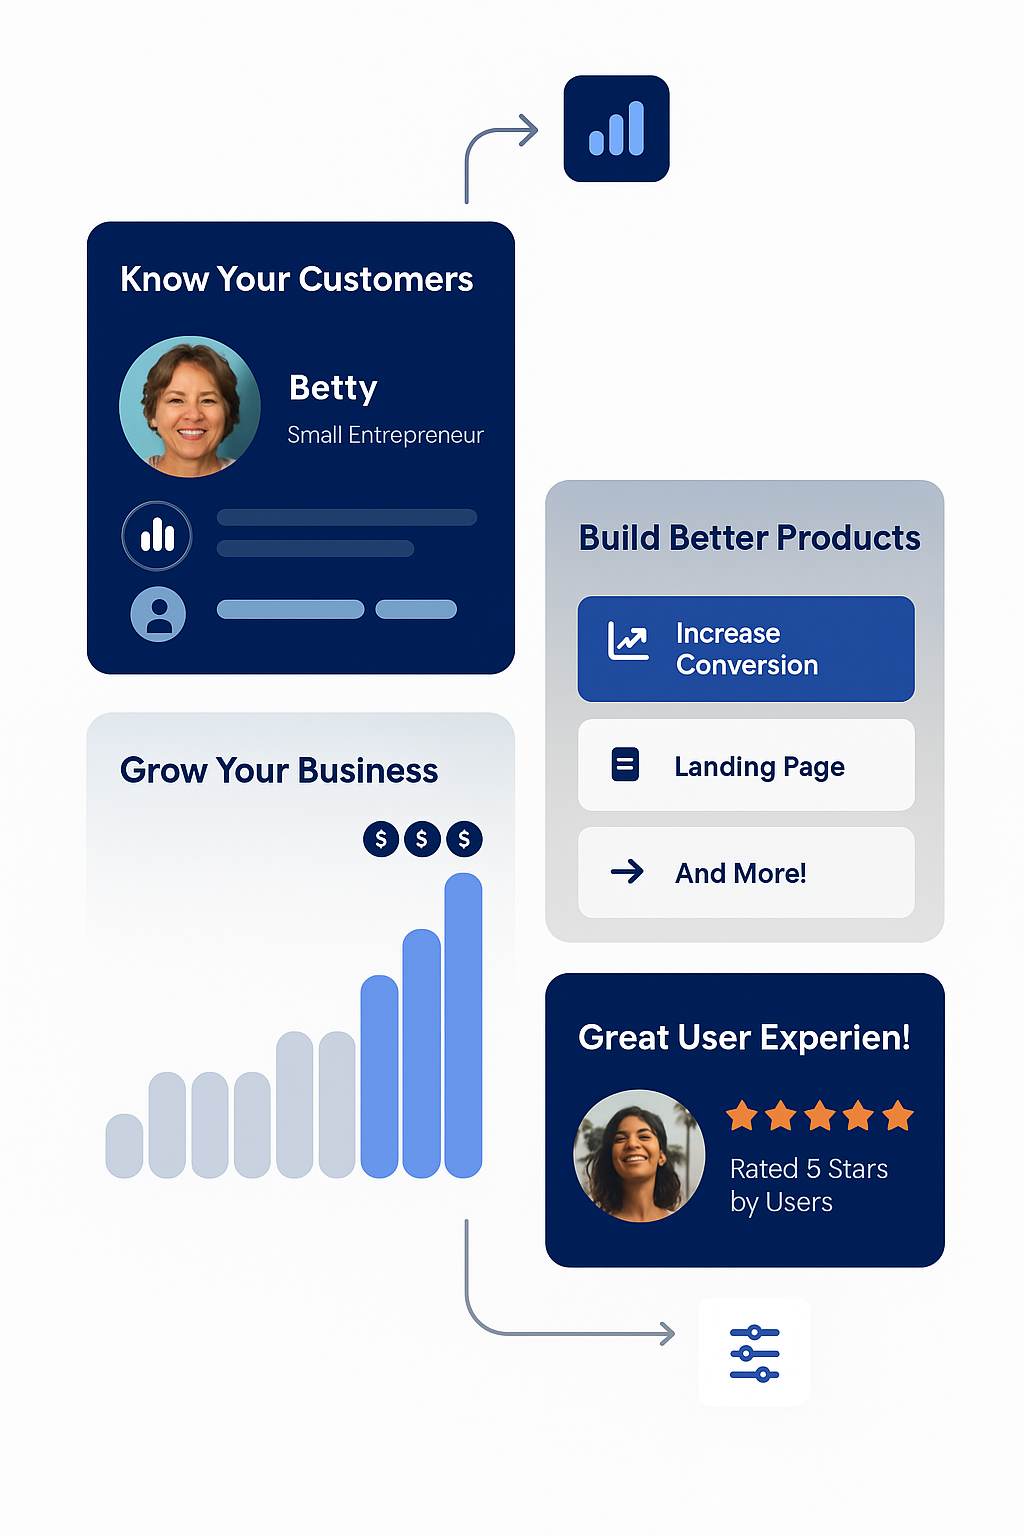 Know Your Customers
Betty
Small Entrepreneur
Build Better Products
Increase
Conversion
Landing Page
And More!
Grow Your Business
$ $ $
Great User Experien!
Rated 5 Stars
by Users